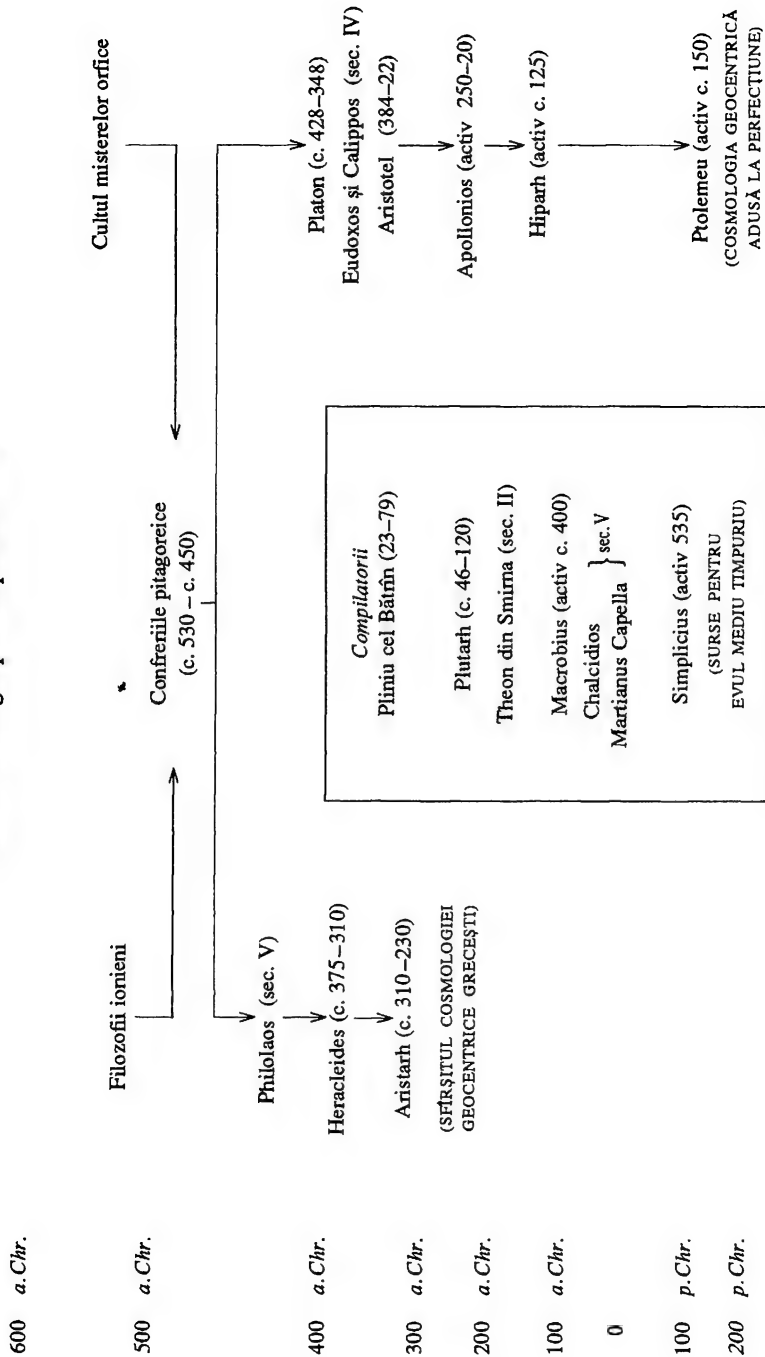 600 a.Chr.
500 a.Chr.
400 a.Chr.
300 a.Chr.
200 a.Chr.
100 a.Chr.
0
100 p.Chr.
200 p.Chr.
Filozofii ionieni
Confreriile pitagoreice
(c. 530 – c. 450)
Cultul misterelor orfice
Philolaos (sec. V)
Heracleides (c. 375–310)
Aristarh (c. 310–230)
(SFÎRȘITUL COSMOLOGIEI
GEOCENTRICE GRECEȘTI)
Compilatorii
Pliniu cel Bătrîn (23–79)
Plutarh (c. 46–120)
Theon din Smirna (sec. II)
Macrobius (activ c. 400)
Chalcidios
Martianus Capella } sec. V
Simplicius (activ 535)
(SURSE PENTRU
EVUL MEDIU TIMPURIU)
Platon (c. 428–348)
Eudoxos și Calippos (sec. IV)
Aristotel (384–22)
Apollonios (activ 250–20)
Hiparh (activ c. 125)
Ptolemeu (activ c. 150)
(COSMOLOGIA GEOCENTRICĂ
ADUSĂ LA PERFECȚIUNE)